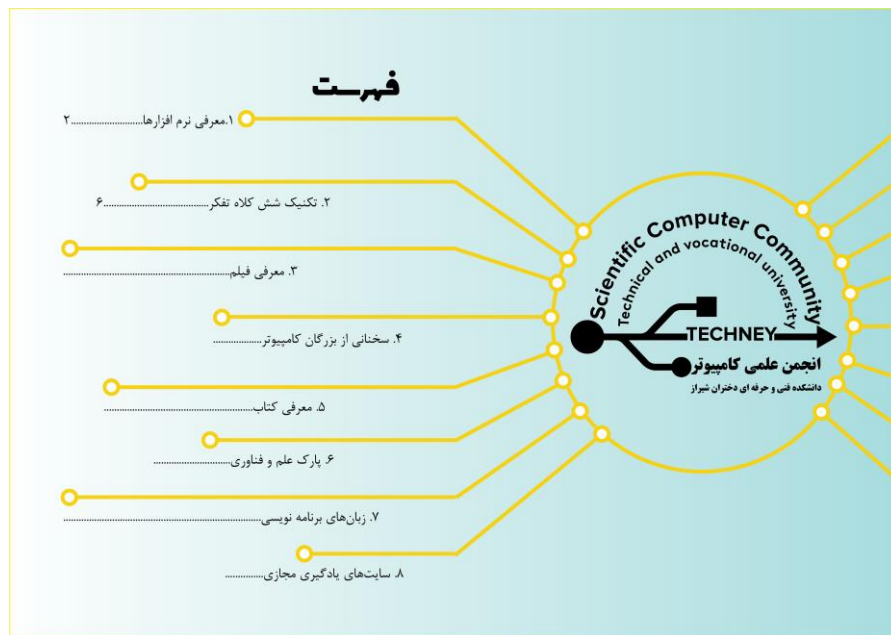 فهرست
۱.معرفی نرم افزارها............................۲
۲. تکنیک شش کلاه تفکر.........................................۶
۳. معرفی فیلم.................................................................
۴. سخنانی از بزرگان کامپیوتر...................
۵. معرفی کتاب..........................................................
۶. پارک علم و فناوری..............................
۷. زبان‌های برنامه نویسی.............................................................................
۸. سایت‌های یادگیری مجازی...............
Scientific Computer Community
Technical and vocational university
TECHNEY
انجمن علمی کامپیوتر
دانشکده فنی و حرفه ای دختران شیراز